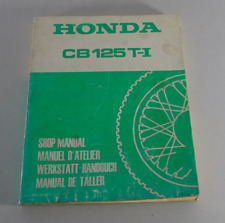 HONDA
CB125T-I
SHOP MANUAL
MANUEL D'ATELIER
WERKSTATT-HANDBUCH
MANUAL DE TALLER